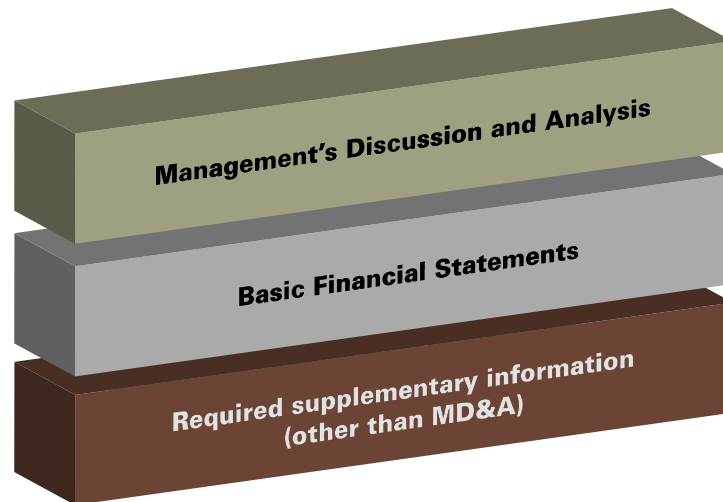 Management’s Discussion and Analysis
Basic Financial Statements
Required supplementary information
(other than MD&A)